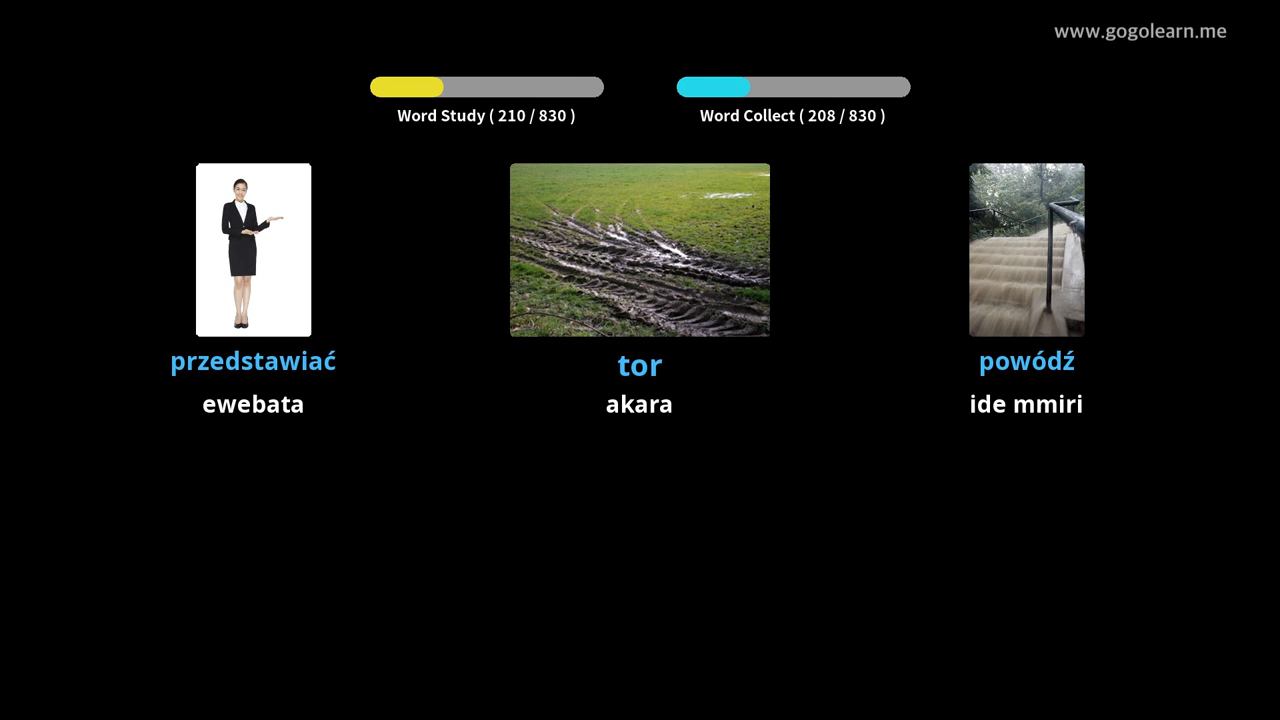 www.gogolearn.me
Word Study ( 210 / 830 )
Word Collect ( 208 / 830 )
przedstawiać
tor
powódź
ewebata
akara
ide mmiri